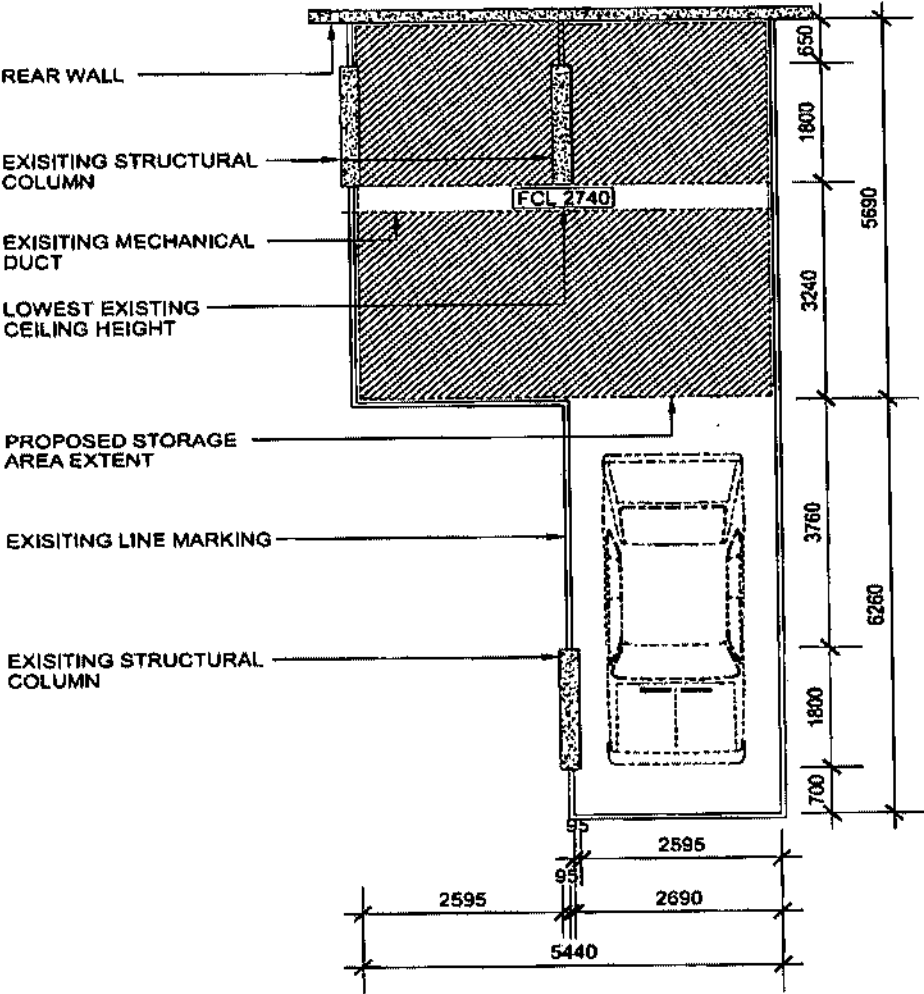 REAR WALL
EXISITING STRUCTURAL
COLUMN
FCL 2740
EXISITING MECHANICAL
DUCT
LOWEST EXISTING
CEILING HEIGHT
PROPOSED STORAGE
AREA EXTENT
EXISITING LINE MARKING
EXISITING STRUCTURAL
COLUMN
650
1800
5690
3240
3760
6260
1800
700
95
2595
95
2595
2690
5440